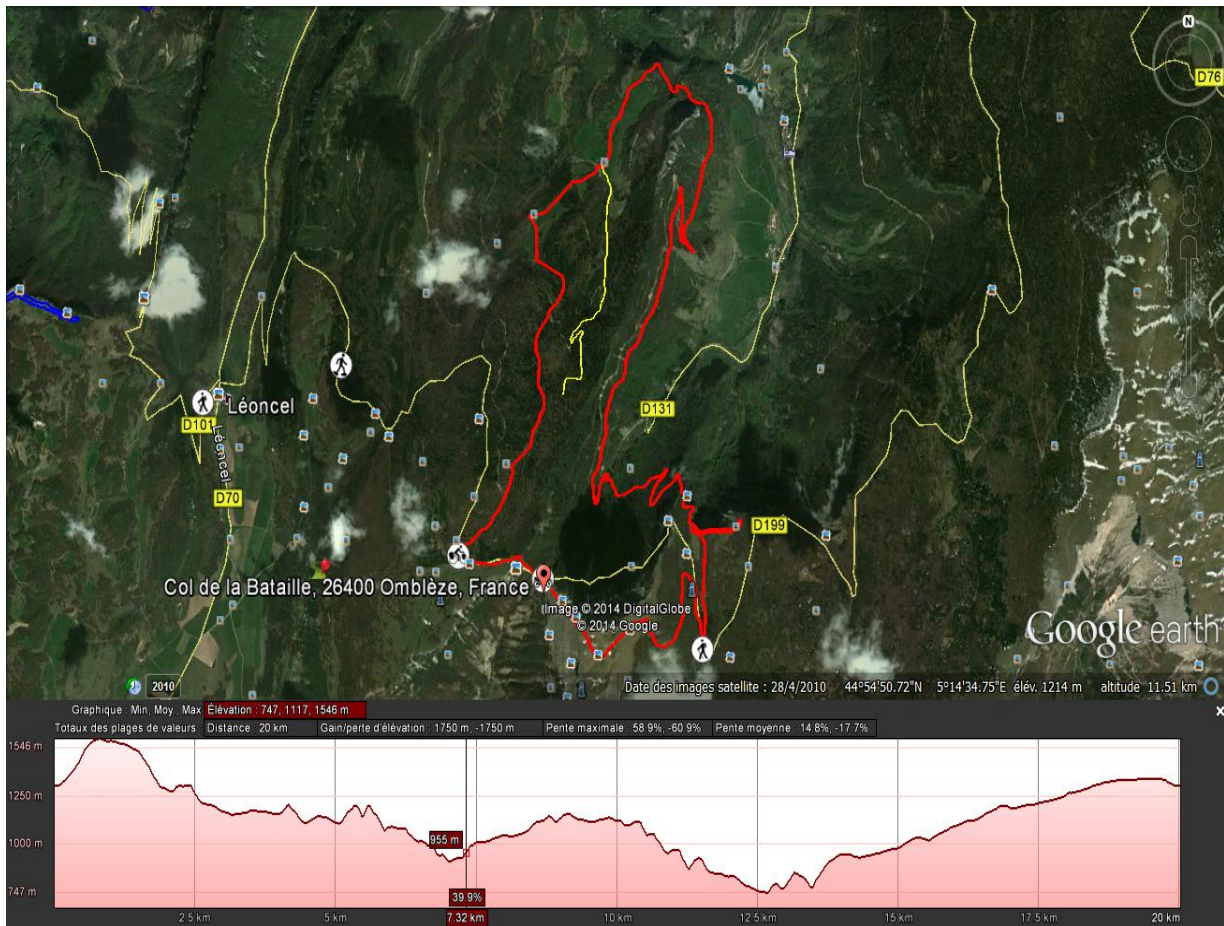 N
D76
Léoncel
D101
Léoncel
D131
D70
D199
Col de la Bataille, 26400 Omblèze, France
Image © 2014 DigitalGlobe
© 2014 Google
Google earth
2010
Date des images satellite : 28/4/2010 44°54'50.72"N 5°14'34.75"E élév. 1214 m altitude 11.51 km
Graphique : Min, Moy., Max Élévation : 747, 1117, 1546 m
Totaux des plages de valeurs Distance : 20 km Gain/perte d'élévation : 1750 m, -1750 m Pente maximale : 58.9%, -60.9% Pente moyenne : 14.8%, -17.7%
1546 m
1250 m
1000 m
955 m
747 m
39.9%
2.5 km 5 km 7.32 km 10 km 12.5 km 15 km 17.5 km 20 km